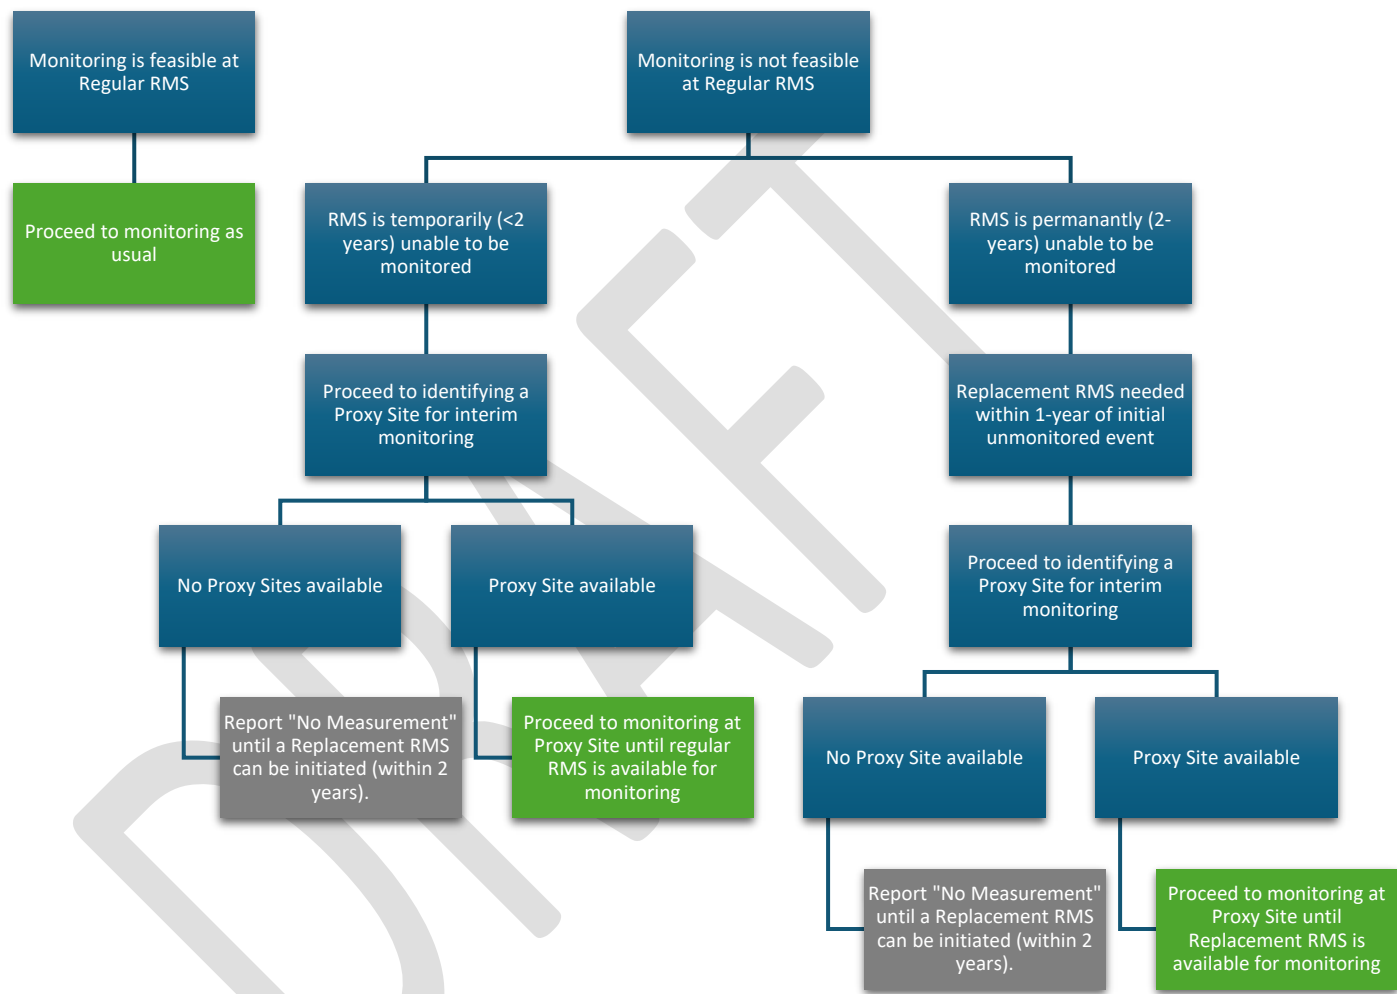 Monitoring is feasible at
Regular RMS
Monitoring is not feasible
at Regular RMS
Proceed to monitoring as
usual
RMS is temporarily (<2
years) unable to be
monitored
RMS is permanantly (2-
years) unable to be
monitored
Proceed to identifying a
Proxy Site for interim
monitoring
Replacement RMS needed
within 1-year of initial
unmonitored event
No Proxy Sites available
Proxy Site available
Proceed to identifying a
Proxy Site for interim
monitoring
Report "No Measurement"
until a Replacement RMS
can be initiated (within 2
years).
Proceed to monitoring at
Proxy Site until regular
RMS is available for
monitoring
No Proxy Site available
Proxy Site available
Report "No Measurement"
until a Replacement RMS
can be initiated (within 2
years).
Proceed to monitoring at
Proxy Site until
Replacement RMS is
available for monitoring
DRAFT